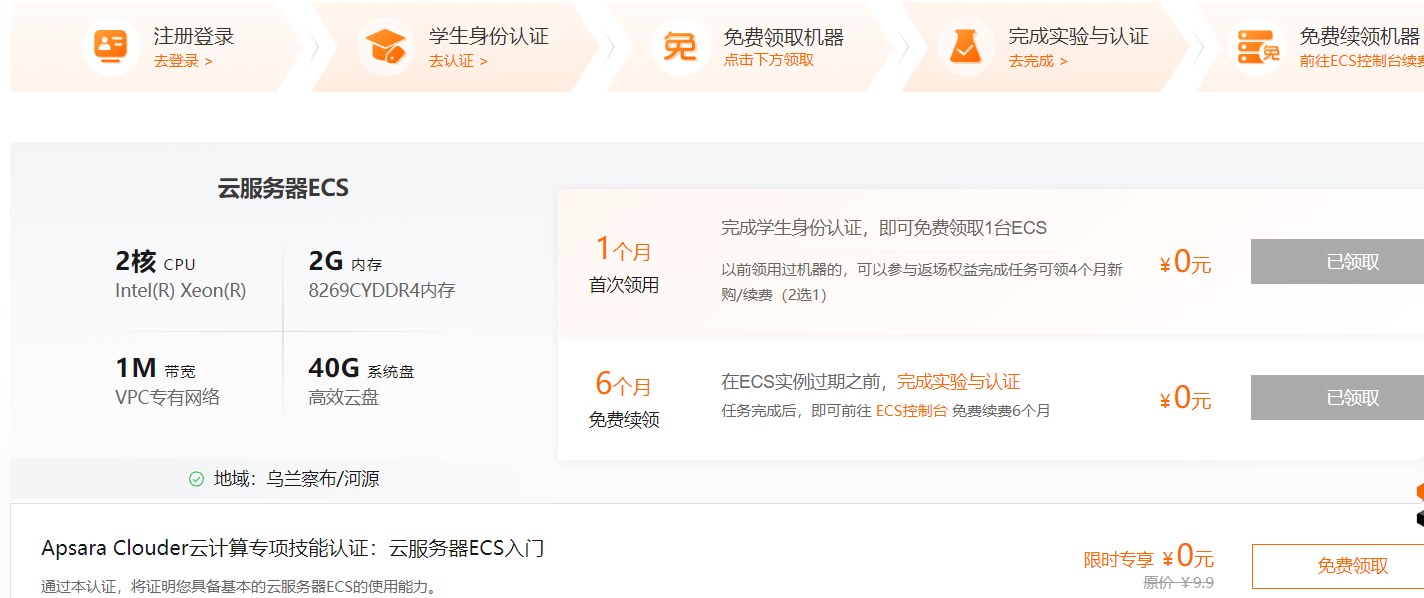 注册登录
去登录 >
学生身份认证
去认证 >
免
免费领取机器
点击下方领取
完成实验与认证
去完成 >
免
免费续领机器
前往ECS控制台续费
云服务器ECS
2核 CPU
Intel(R) Xeon(R)
2G 内存
8269CYDDR4内存
1M 带宽
VPC专有网络
40G 系统盘
高效云盘
地域：乌兰察布/河源
1个月
首次领用
完成学生身份认证，即可免费领取1台ECS
以前领用过机器的，可以参与返场权益完成任务可领4个月新
购/续费（2选1）
¥0元
已领取
6个月
免费续领
在ECS实例过期之前，完成实验与认证
任务完成后，即可前往 ECS控制台 免费续费6个月
¥0元
已领取
Apsara Clouder云计算专项技能认证：云服务器ECS入门
通过本认证，将证明您具备基本的云服务器ECS的使用能力。
限时专享 ¥0元
原价 ¥9.9
免费领取